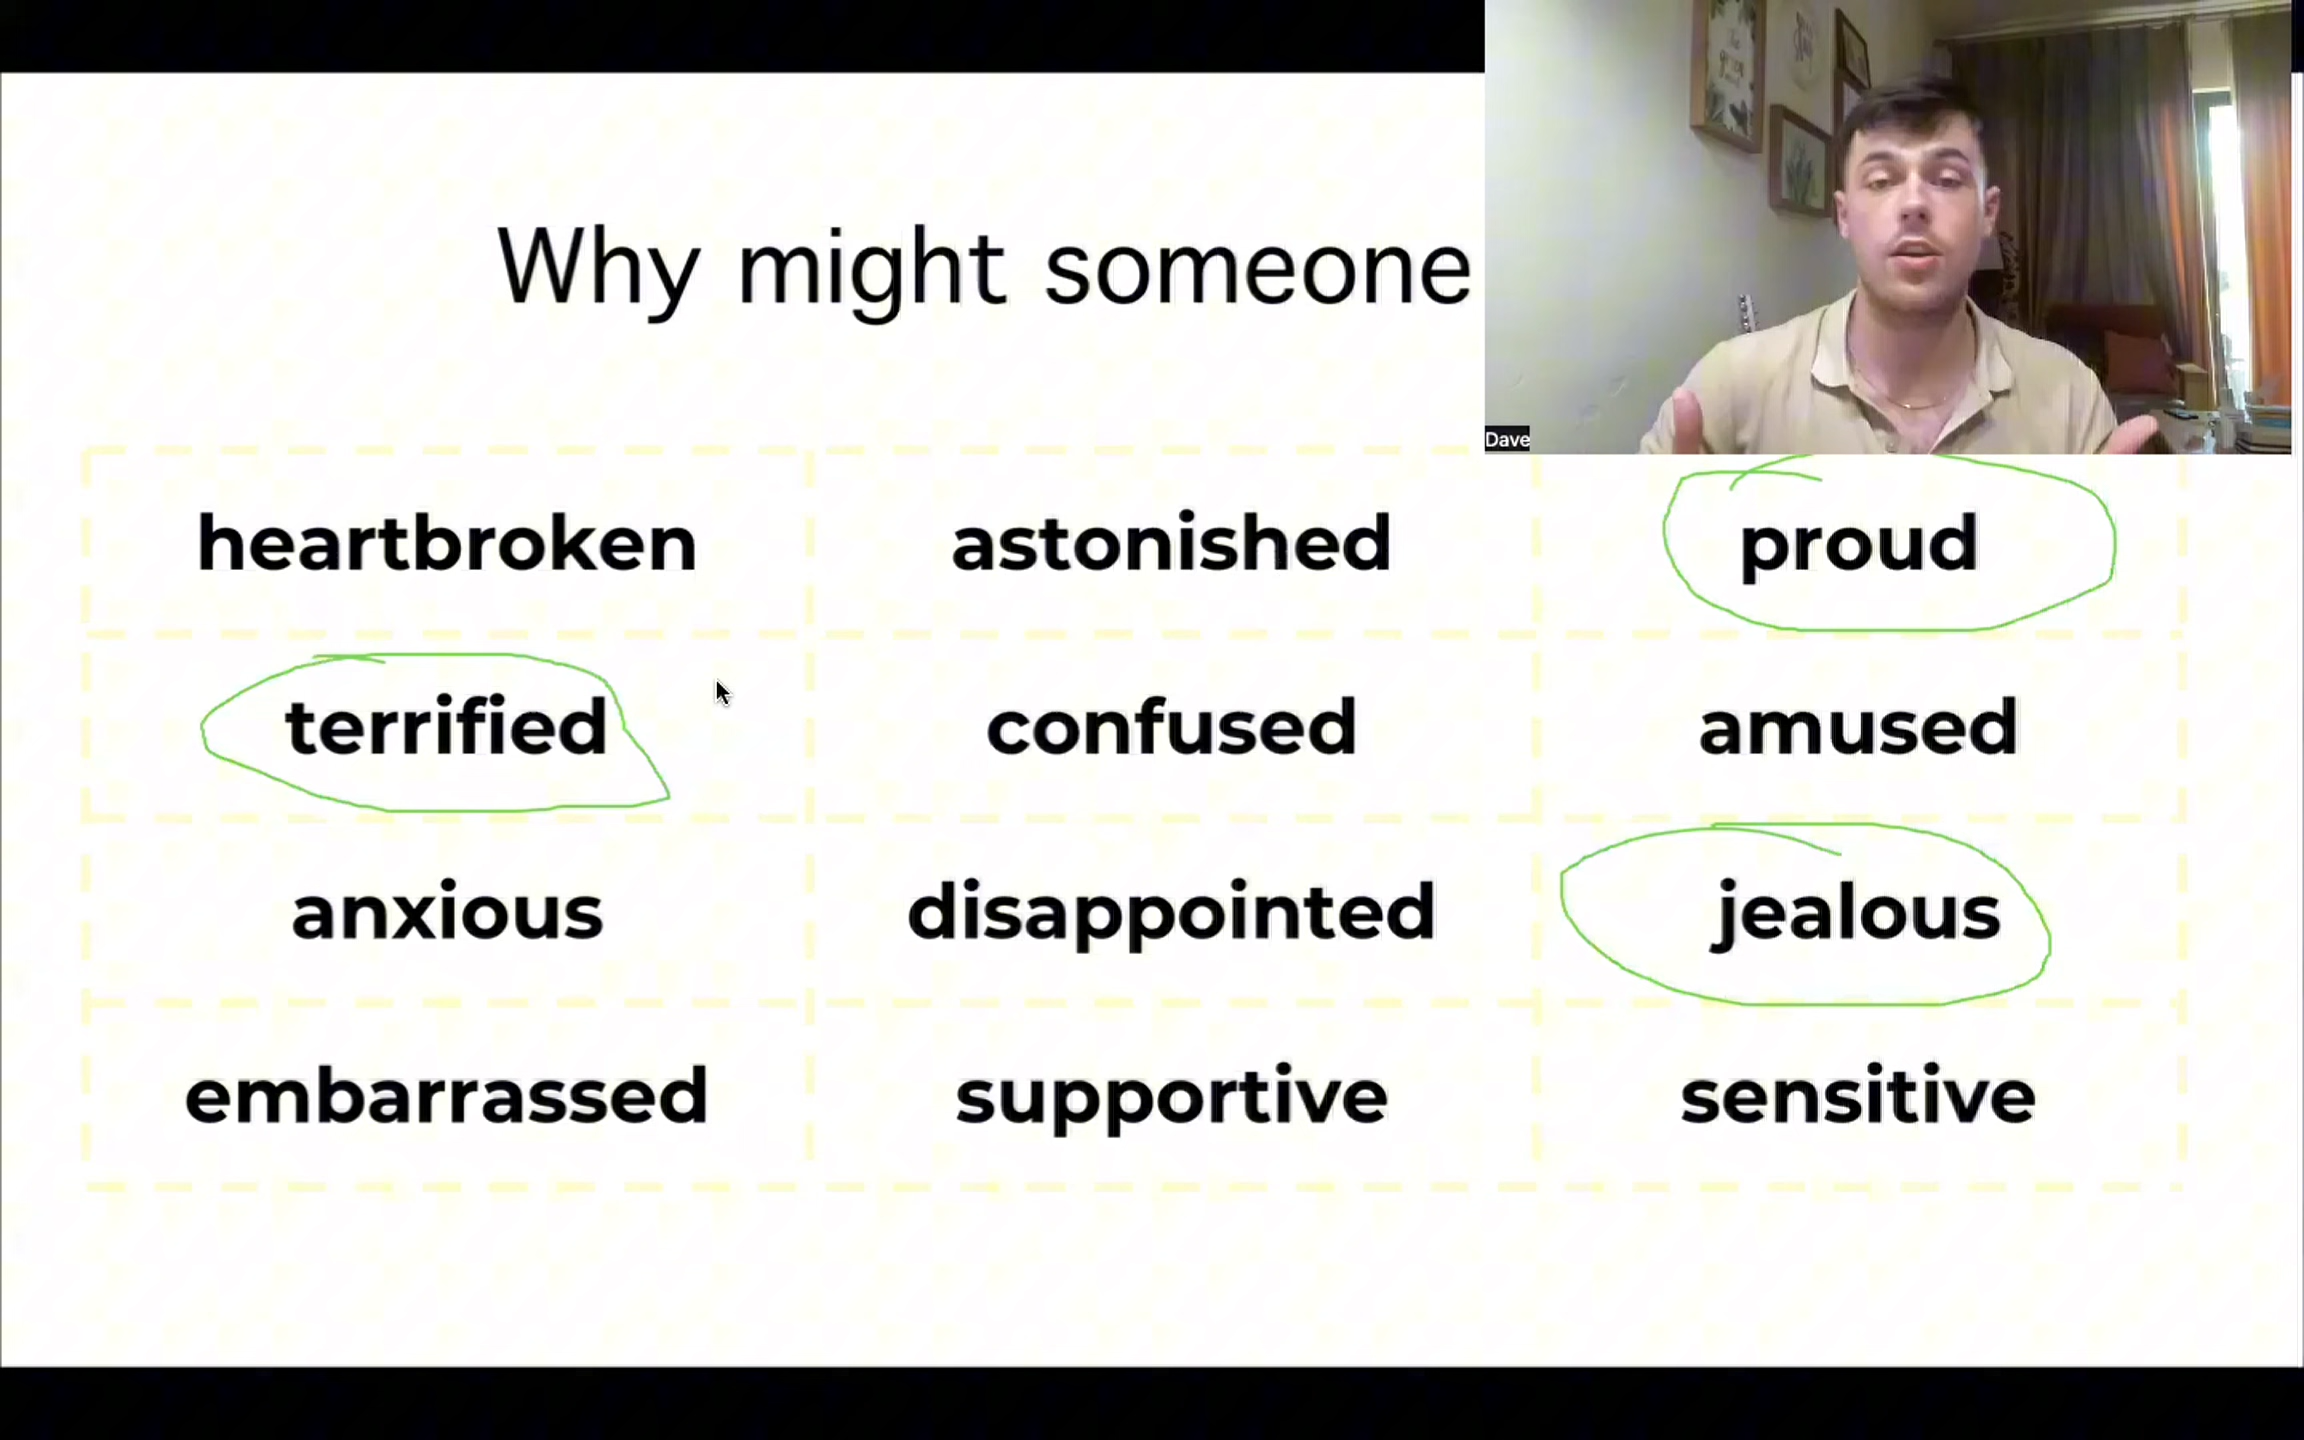 Why might someone
Dave
heartbroken astonished proud
terrified confused amused
anxious disappointed jealous
embarrassed supportive sensitive